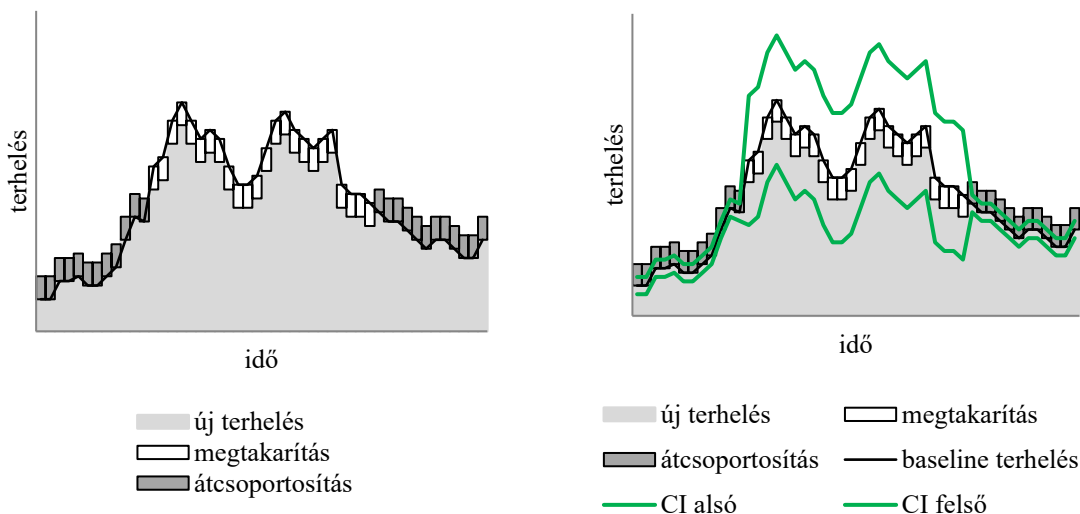 terhelés
idő
új terhelés
megtakarítás
átcsoportosítás
terhelés
idő
új terhelés
megtakarítás
átcsoportosítás
baseline terhelés
CI alsó
CI felső